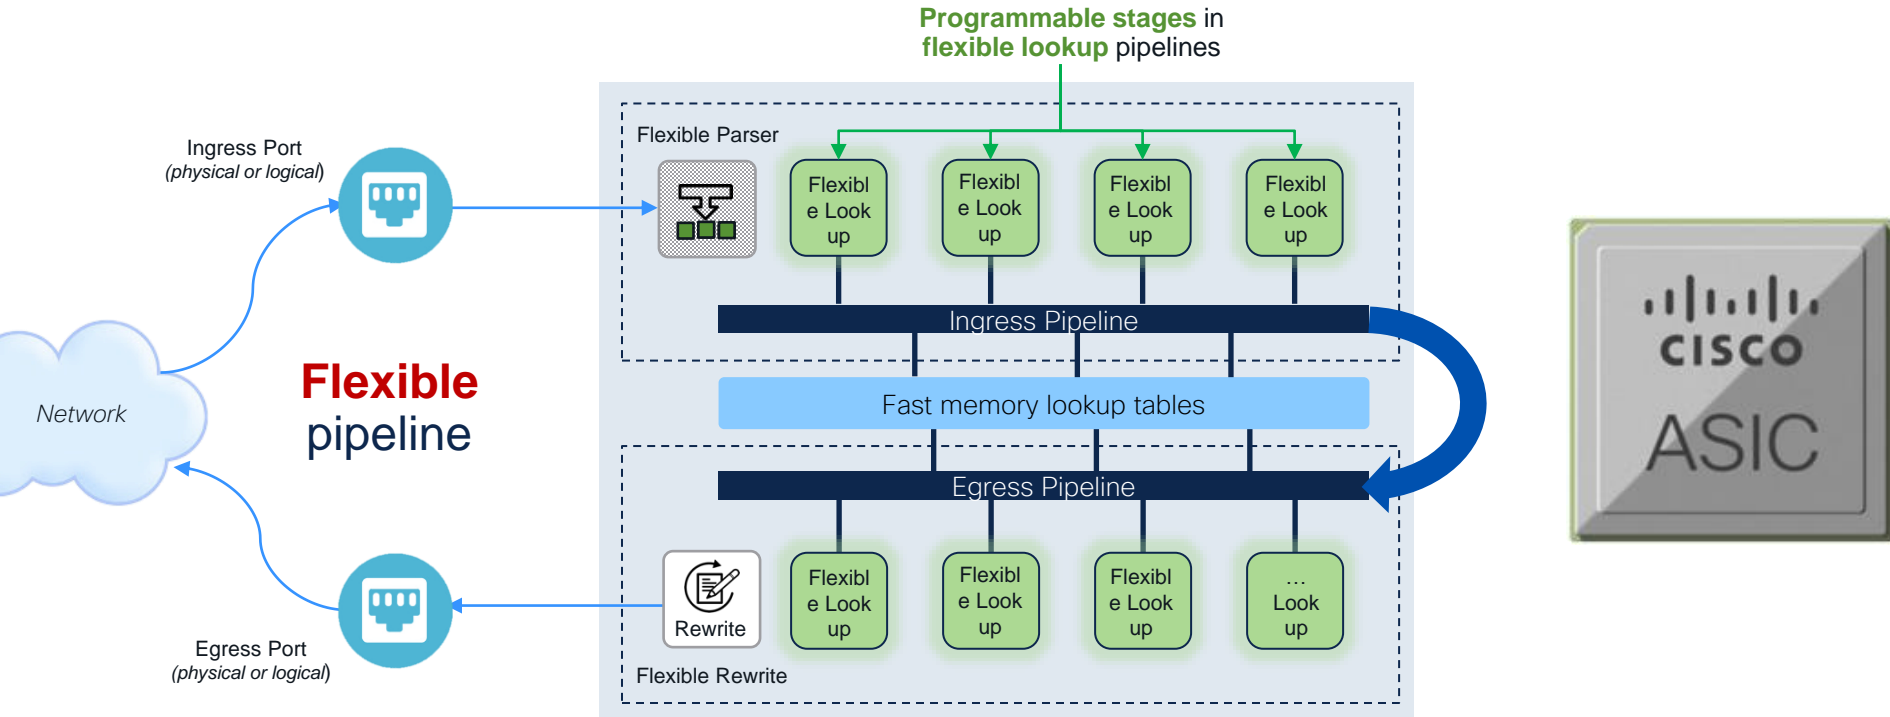 Programmable stages in
flexible lookup pipelines
Ingress Port
(physical or logical)
Flexible Parser
Flexibl
e Look
up
Flexibl
e Look
up
Flexibl
e Look
up
Flexibl
e Look
up
Ingress Pipeline
Network
Flexible
pipeline
Fast memory lookup tables
Egress Pipeline
Rewrite
Flexibl
e Look
up
Flexibl
e Look
up
Flexibl
e Look
up
...
Look
up
Egress Port
(physical or logical)
Flexible Rewrite
CISCO
ASIC